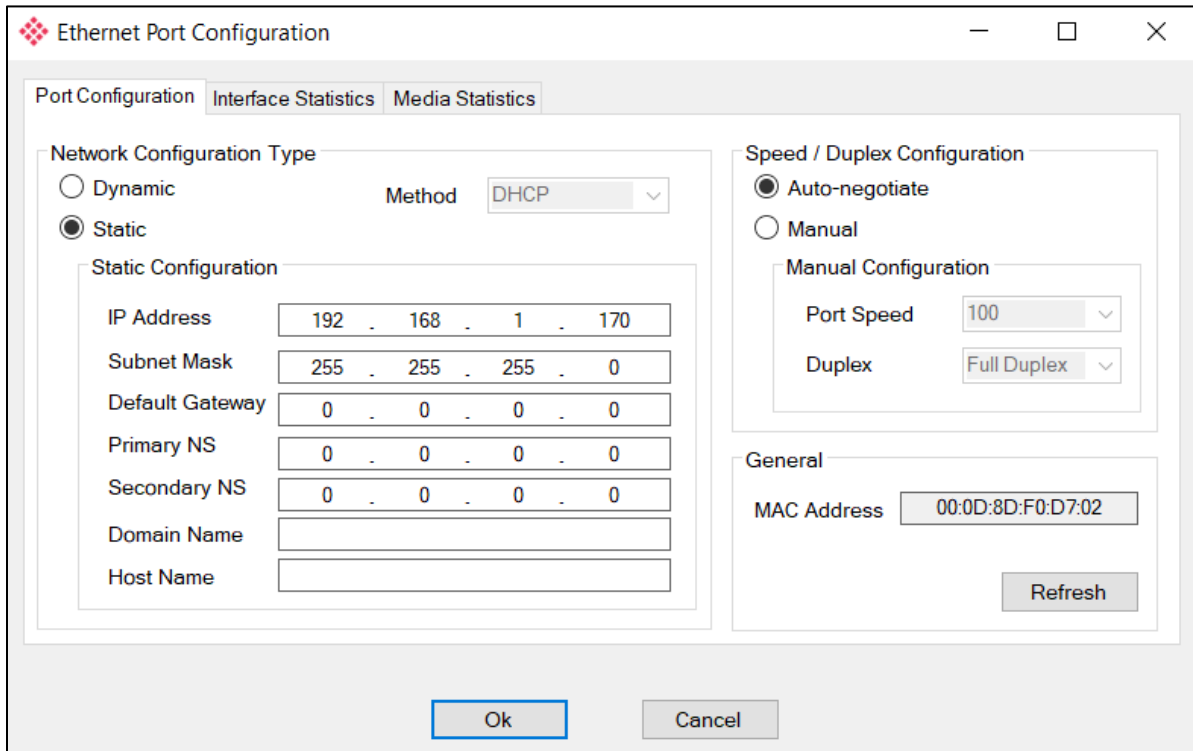 Ethernet Port Configuration
Port Configuration Interface Statistics Media Statistics
Network Configuration Type
Dynamic
Method DHCP
Static
Static Configuration
IP Address 192 . 168 . 1 . 170
Subnet Mask 255 . 255 . 255 . 0
Default Gateway 0 . 0 . 0 . 0
Primary NS 0 . 0 . 0 . 0
Secondary NS 0 . 0 . 0 . 0
Domain Name
Host Name
Speed / Duplex Configuration
Auto-negotiate
Manual
Manual Configuration
Port Speed 100
Duplex Full Duplex
General
MAC Address 00:0D:8D:F0:D7:02
Refresh
Ok Cancel